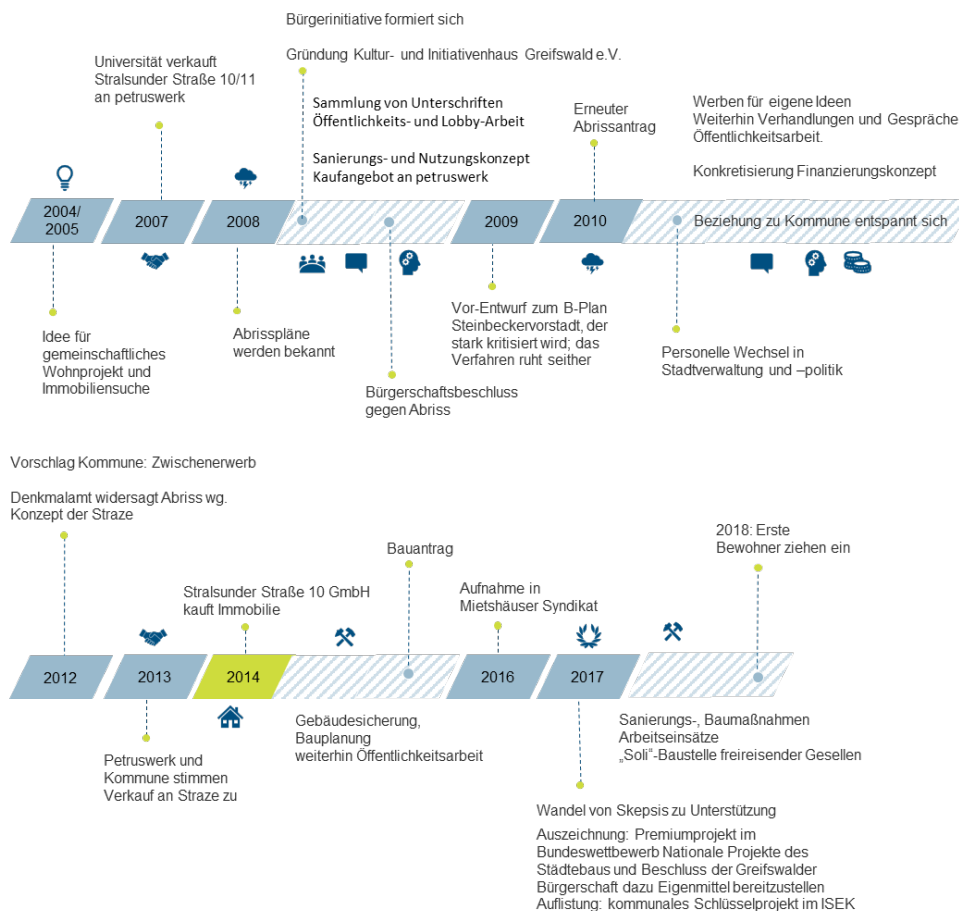 Bürgerinitiative formiert sich
Gründung Kultur- und Initiativenhaus Greifswald e.V.
Universität verkauft
Stralsunder Straße 10/11
an petruswerk
Sammlung von Unterschriften
Öffentlichkeits- und Lobby-Arbeit
Sanierungs- und Nutzungskonzept
Kaufangebot an petruswerk
Erneuter
Abrissantrag
Werben für eigene Ideen
Weiterhin Verhandlungen und Gespräche
Öffentlichkeitsarbeit.
Konkretisierung Finanzierungskonzept
2004/
2005
2007
2008
2009
2010
Beziehung zu Kommune entspannt sich
Idee für
gemeinschaftliches
Wohnprojekt und
Immobiliensuche
Abrisspläne
werden bekannt
Bürgerschaftsbeschluss
gegen Abriss
Vor-Entwurf zum B-Plan
Steinbeckervorstadt, der
stark kritisiert wird; das
Verfahren ruht seither
Personelle Wechsel in
Stadtverwaltung und –politik
Vorschlag Kommune: Zwischenerwerb
Denkmalamt widersagt Abriss wg.
Konzept der Straze
Stralsunder Straße 10 GmbH
kauft Immobilie
Bauantrag
Aufnahme in
Mietshäuser Syndikat
2018: Erste
Bewohner ziehen ein
2012
2013
2014
2016
2017
Petruswerk und
Kommune stimmen
Verkauf an Straze zu
Gebäudesicherung,
Bauplanung
weiterhin Öffentlichkeitsarbeit
Sanierungs-, Baumaßnahmen
Arbeitseinsätze
„Soli“-Baustelle freireisender Gesellen
Wandel von Skepsis zu Unterstützung
Auszeichnung: Premiumprojekt im
Bundeswettbewerb Nationale Projekte des
Städtebaus und Beschluss der Greifswalder
Bürgerschaft dazu Eigenmittel bereitzustellen
Auflistung: kommunales Schlüsselprojekt im ISEK